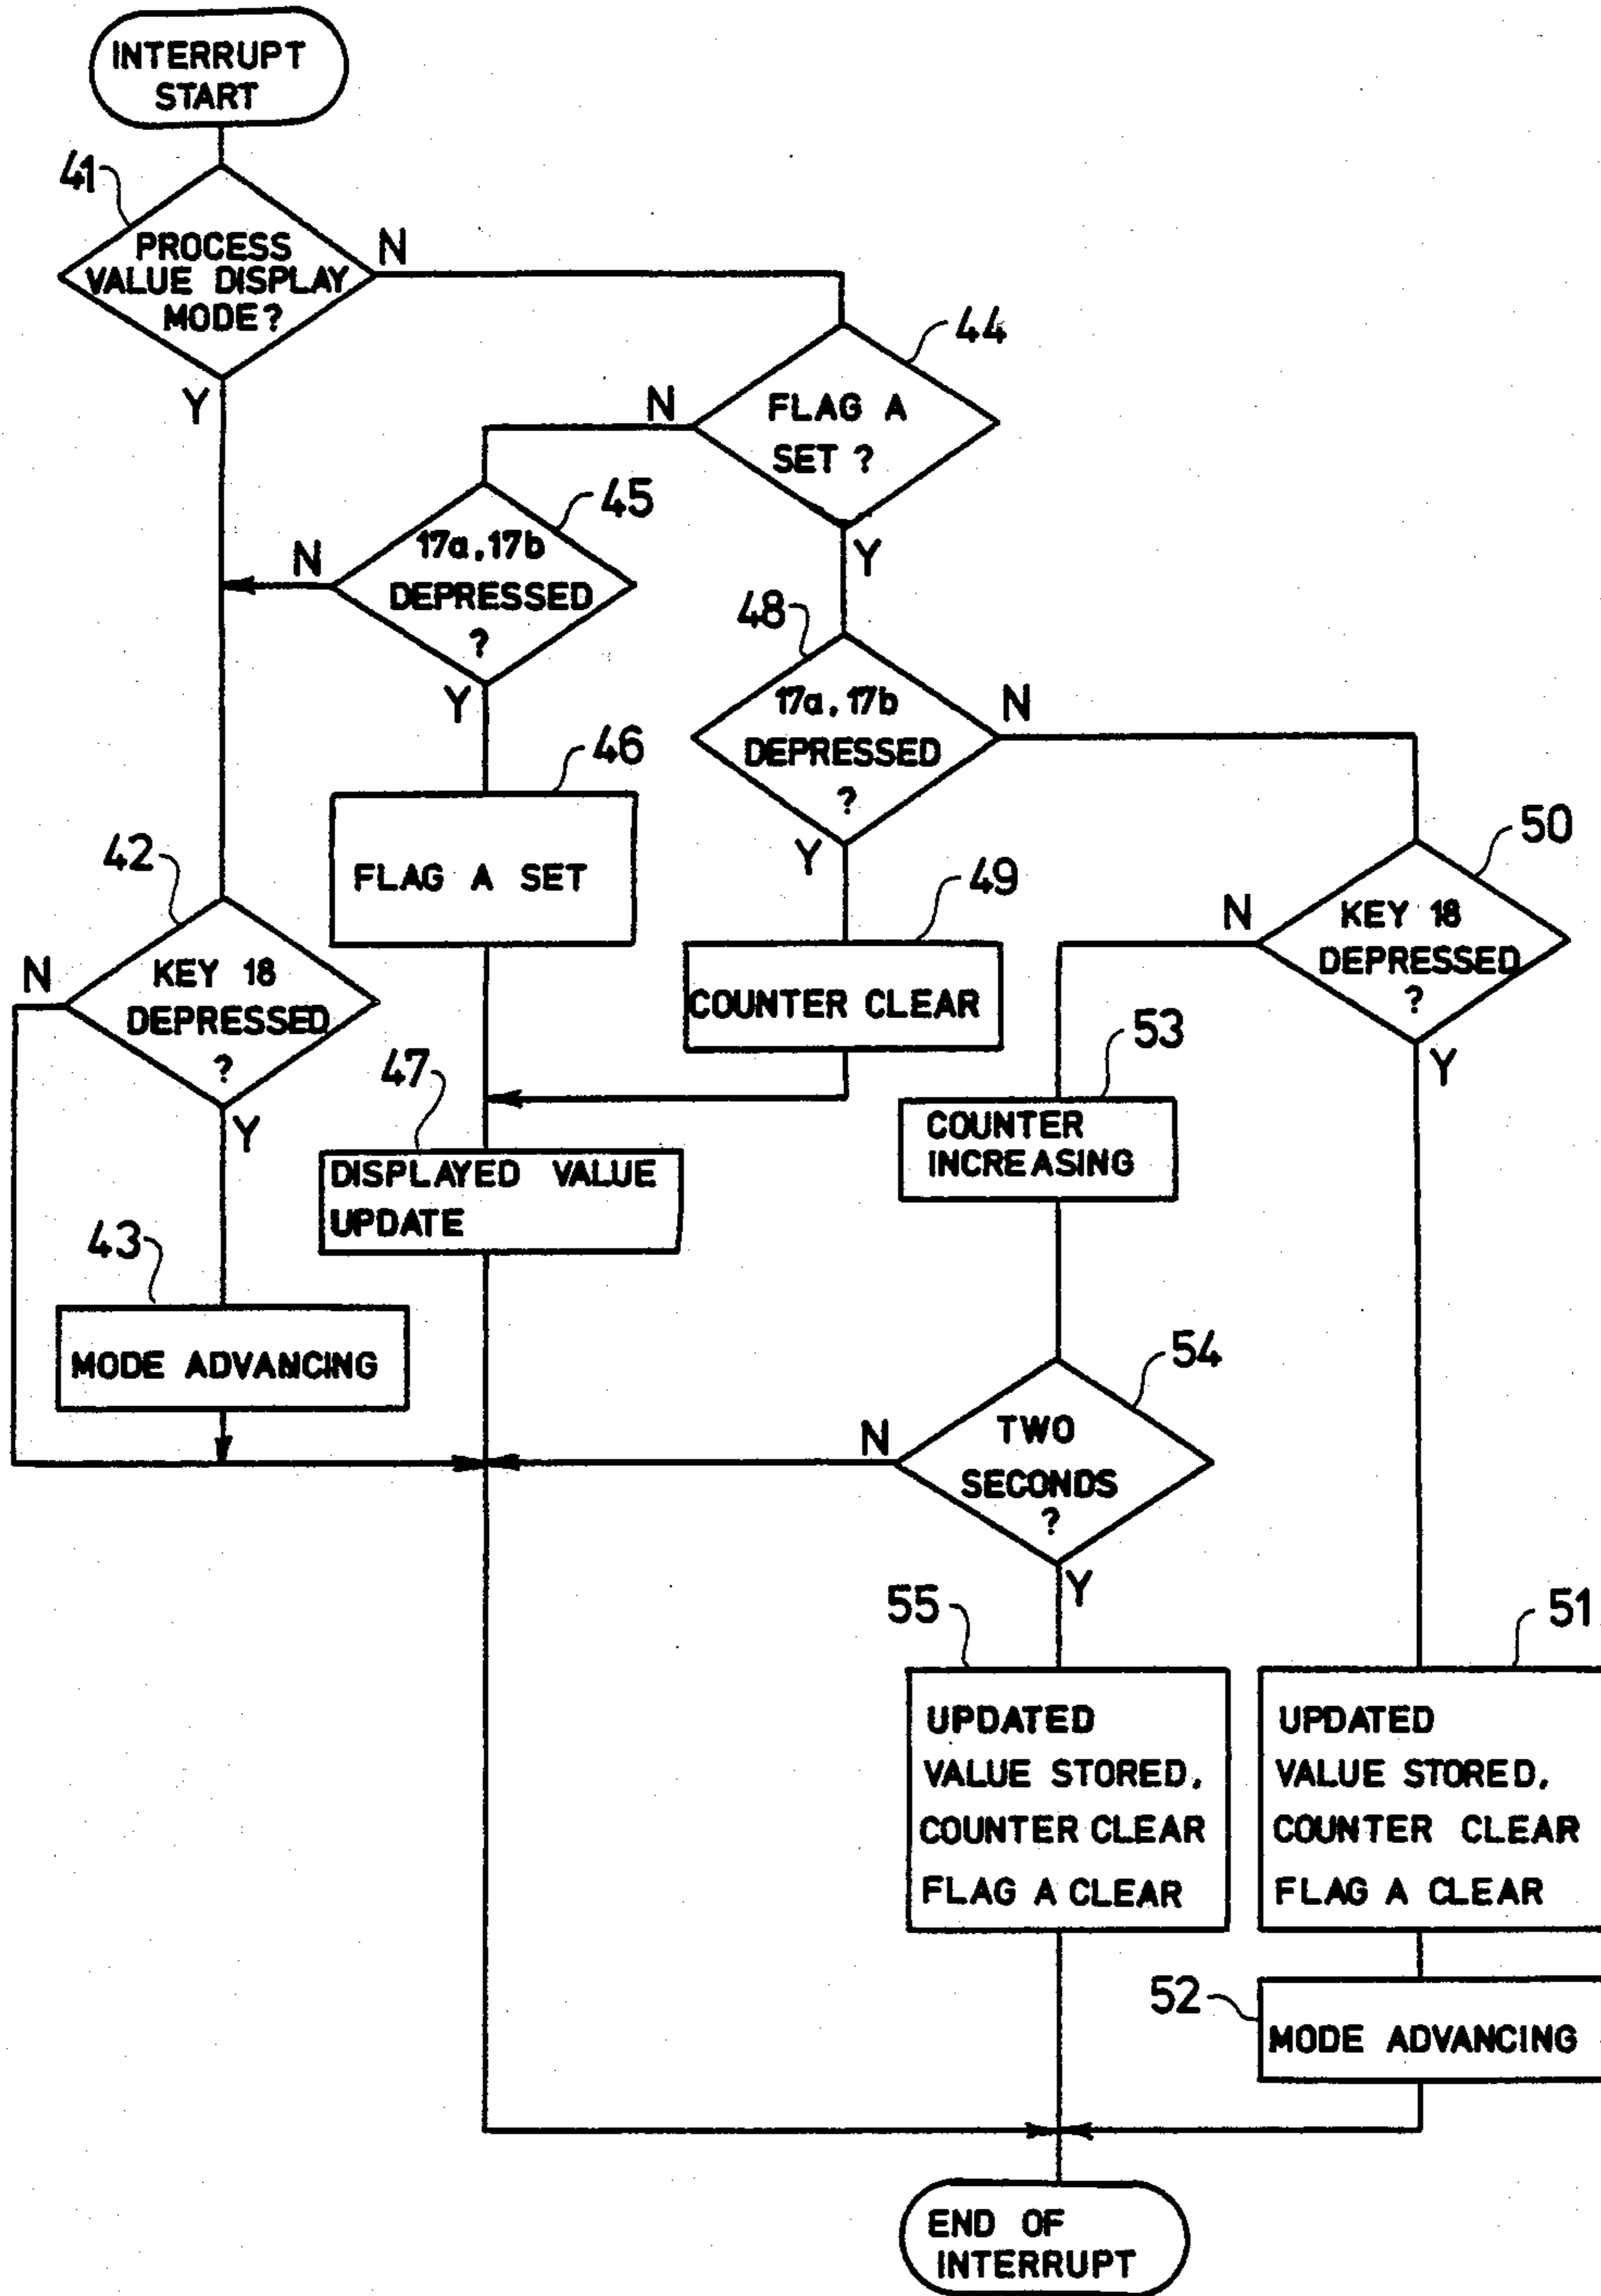 INTERRUPT
START
41
PROCESS
VALUE DISPLAY
MODE?
N
Y
44
FLAG A
SET ?
N
Y
45
17a, 17b
DEPRESSED
?
N
Y
48
17a, 17b
DEPRESSED
?
N
Y
46
FLAG A SET
42
KEY 18
DEPRESSED
?
N
Y
49
COUNTER CLEAR
50
KEY 18
DEPRESSED
?
N
Y
47
DISPLAYED VALUE
UPDATE
53
COUNTER
INCREASING
43
MODE ADVANCING
54
TWO
SECONDS
?
N
Y
55
UPDATED
VALUE STORED,
COUNTER CLEAR
FLAG A CLEAR
51
UPDATED
VALUE STORED,
COUNTER CLEAR
FLAG A CLEAR
52
MODE ADVANCING
END OF
INTERRUPT